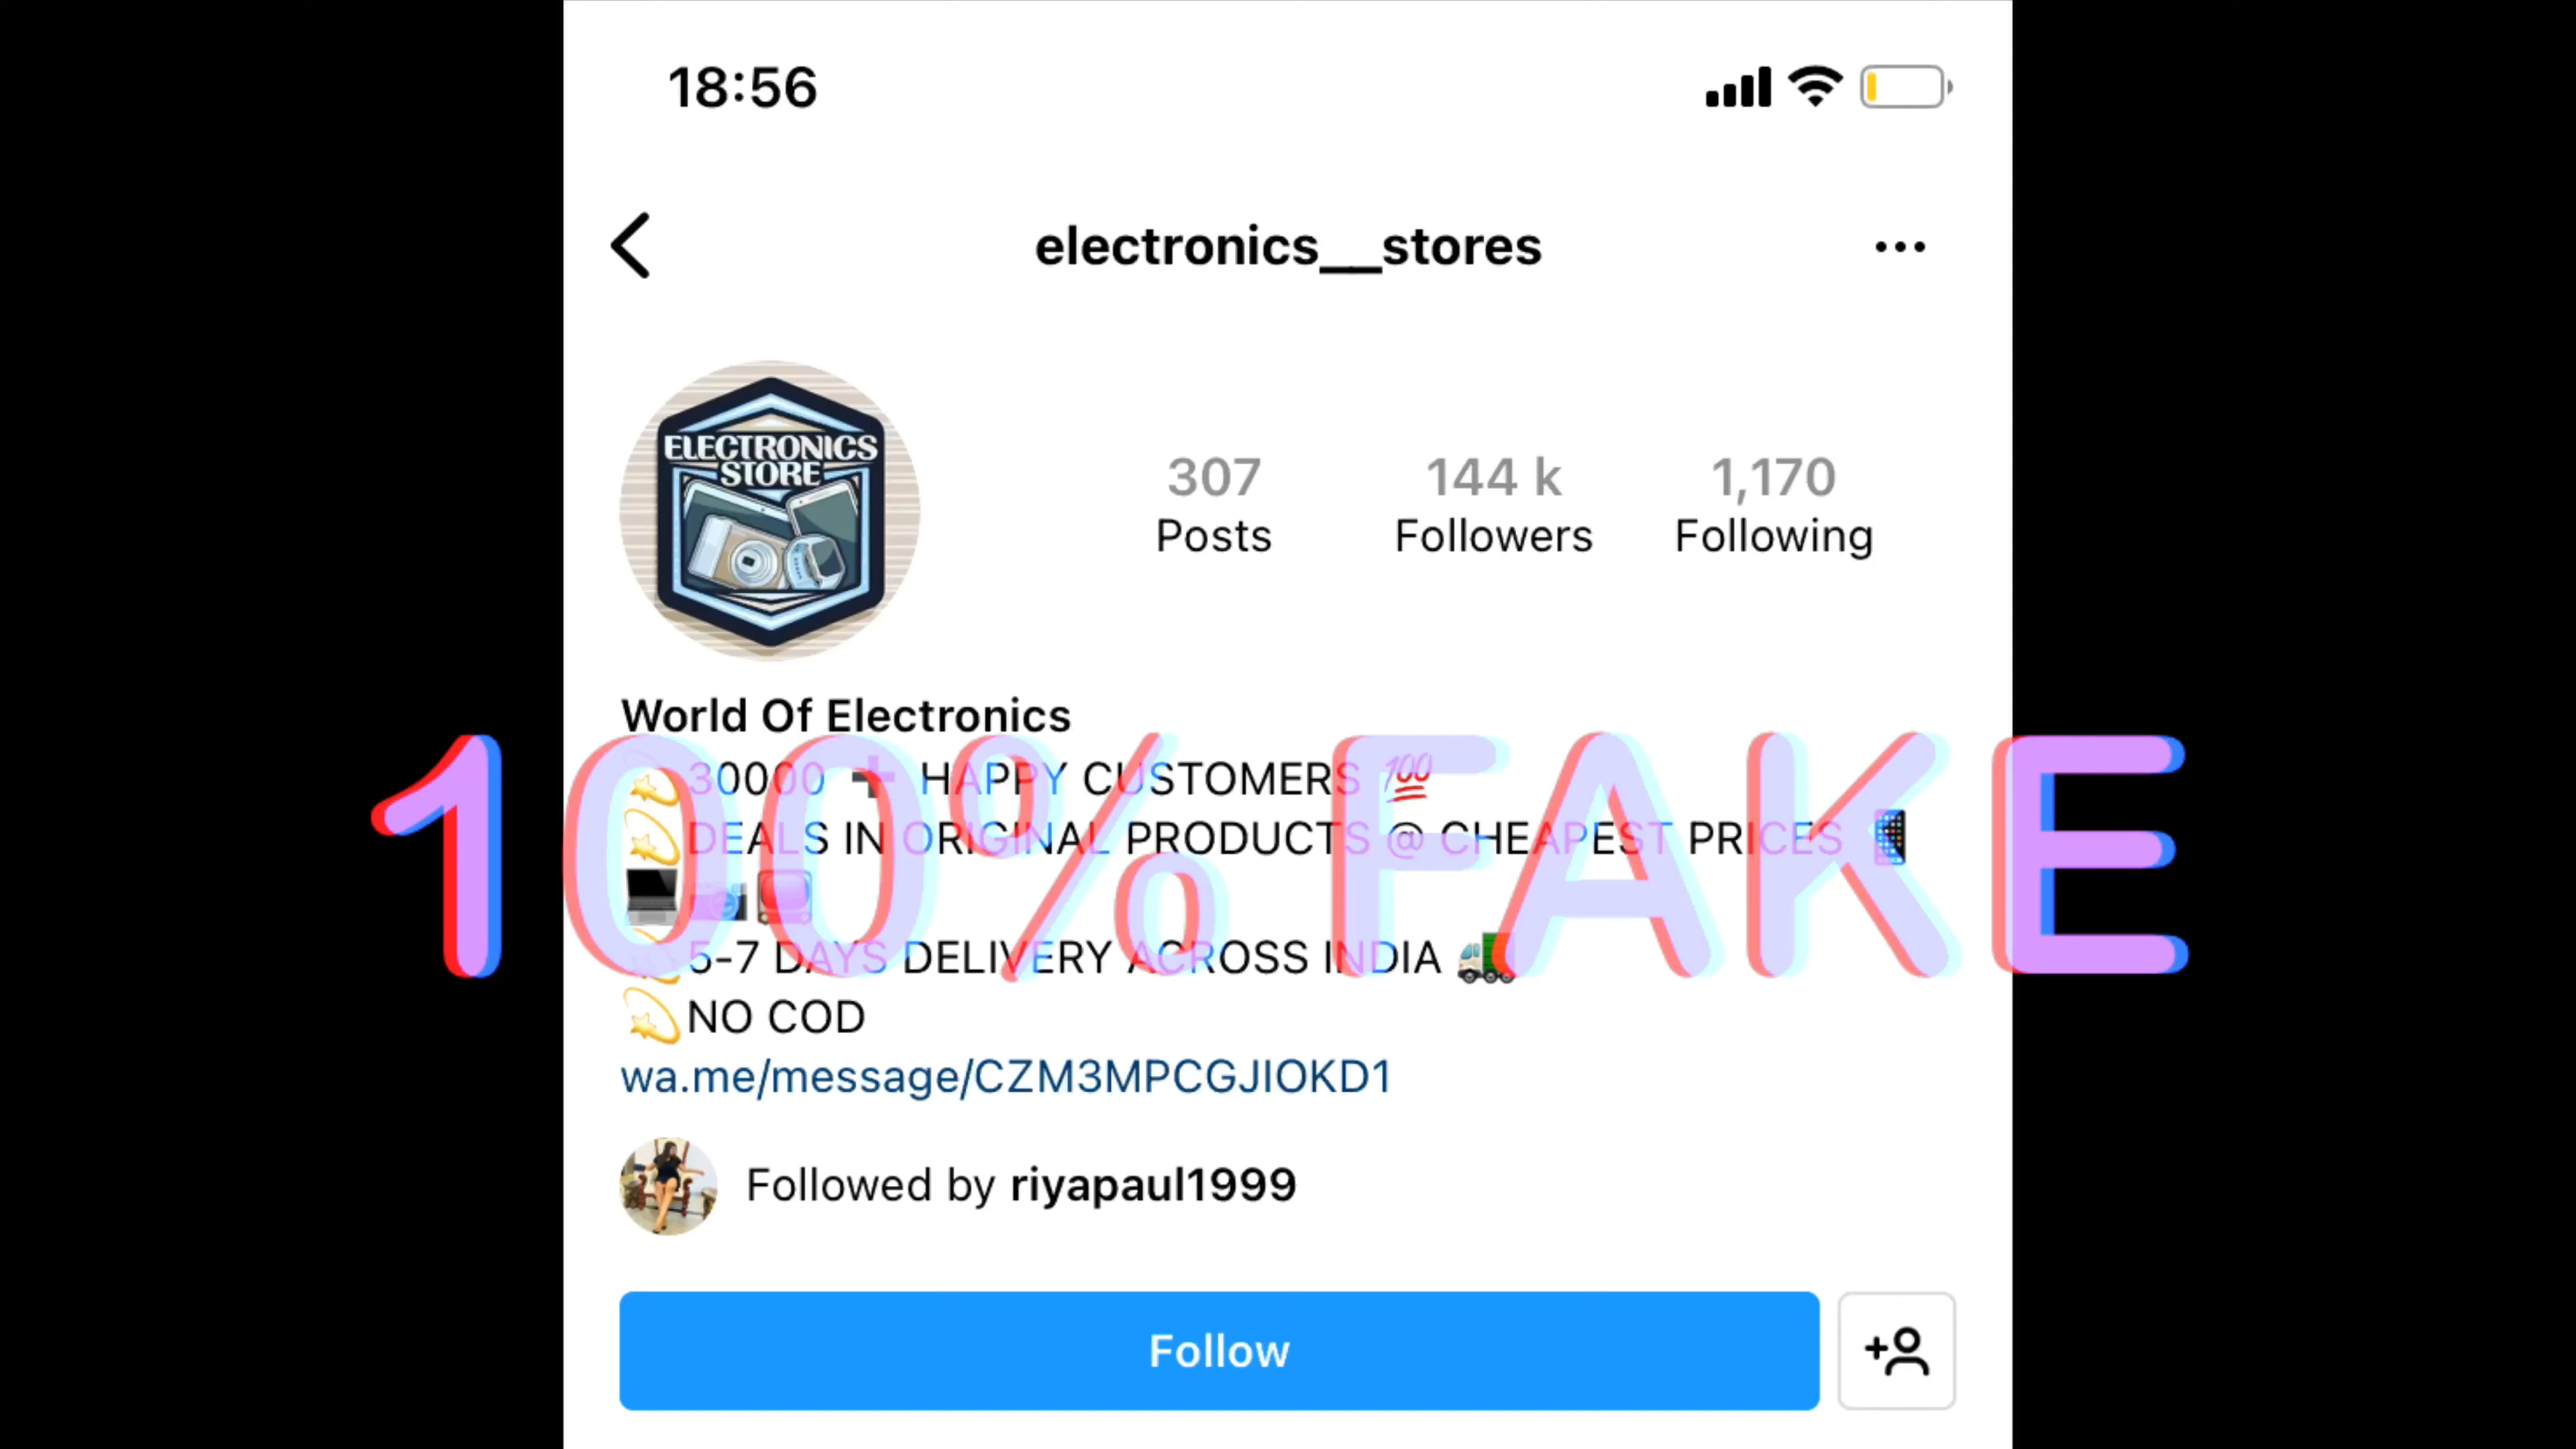 18:56
electronics__stores
ELECTRONICS
STORE
307
Posts
144 k
Followers
1,170
Following
World Of Electronics
💫 30000 ➕ HAPPY CUSTOMERS 💯
💫 DEALS IN ORIGINAL PRODUCTS @ CHEAPEST PRICES 📱
💻📷📺
💫 5-7 DAYS DELIVERY ACROSS INDIA 🚛
💫 NO COD
100% FAKE
wa.me/message/CZM3MPCGJIOKD1
Followed by riyapaul1999
Follow